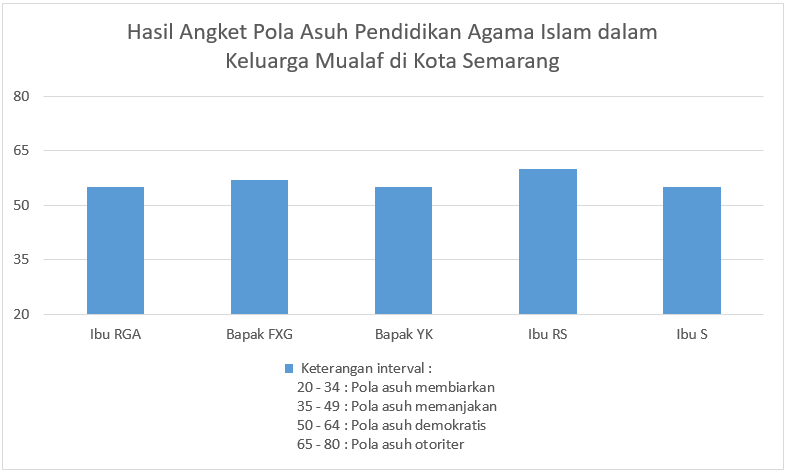 Hasil Angket Pola Asuh Pendidikan Agama Islam dalam
Keluarga Mualaf di Kota Semarang
80
65
50
35
20
Ibu RGA Bapak FXG Bapak YK Ibu RS Ibu S
Keterangan interval :
20 - 34 : Pola asuh membiarkan
35 - 49 : Pola asuh memanjakan
50 - 64 : Pola asuh demokratis
65 - 80 : Pola asuh otoriter